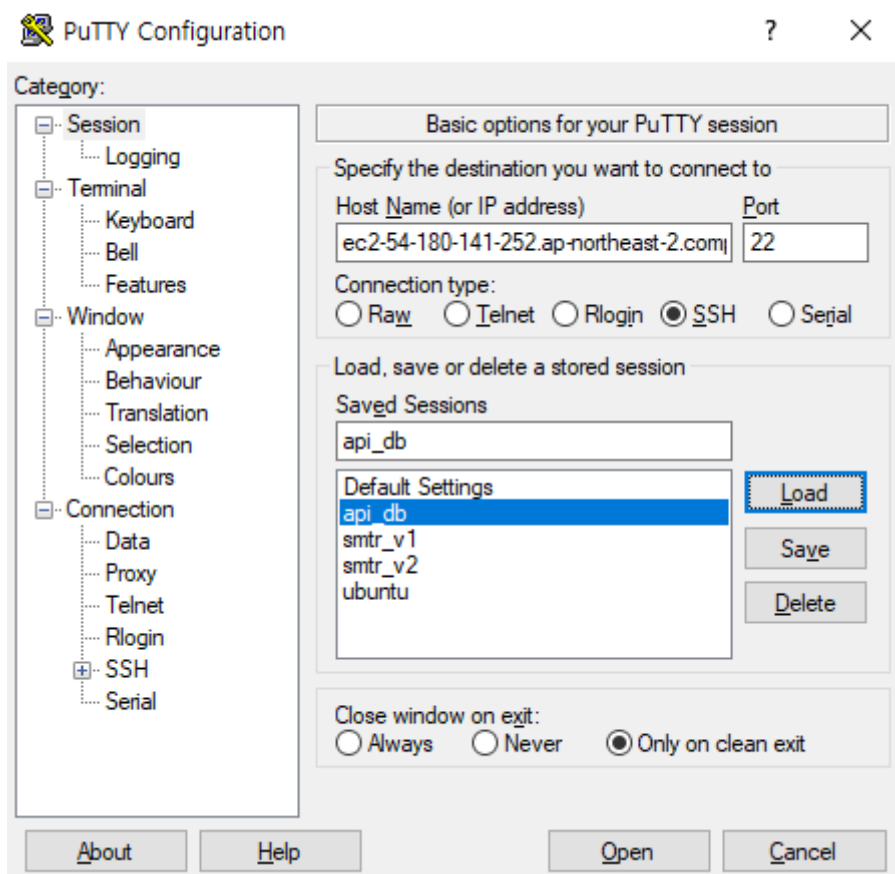 PuTTY Configuration
?
Category:
Session
Logging
Terminal
Keyboard
Bell
Features
Window
Appearance
Behaviour
Translation
Selection
Colours
Connection
Data
Proxy
Telnet
Rlogin
SSH
Serial
Basic options for your PuTTY session
Specify the destination you want to connect to
Host Name (or IP address) Port
ec2-54-180-141-252.ap-northeast-2.comp 22
Connection type:
Raw Telnet Rlogin SSH Serial
Load, save or delete a stored session
Saved Sessions
api_db
Default Settings
api_db
smtr_v1
smtr_v2
ubuntu
Load
Save
Delete
Close window on exit:
Always Never Only on clean exit
About Help Open Cancel